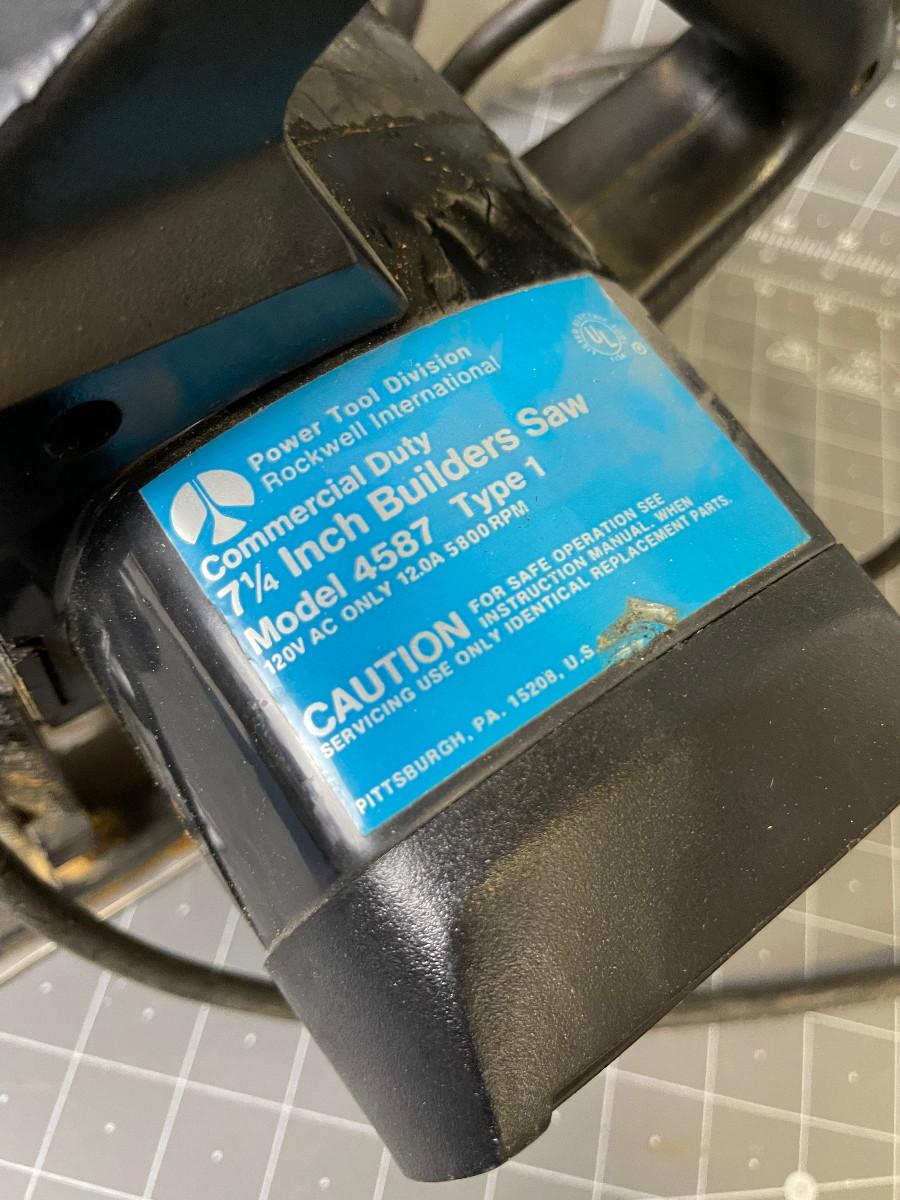 Power Tool Division
Rockwell International
UL
Commercial Duty
7¼ Inch Builders Saw
Model 4587 Type 1
120V AC ONLY 12.0A 5800 RPM
CAUTION FOR SAFE OPERATION SEE
INSTRUCTION MANUAL. WHEN
SERVICING USE ONLY IDENTICAL REPLACEMENT PARTS.
PITTSBURGH, PA. 15208, U.S.